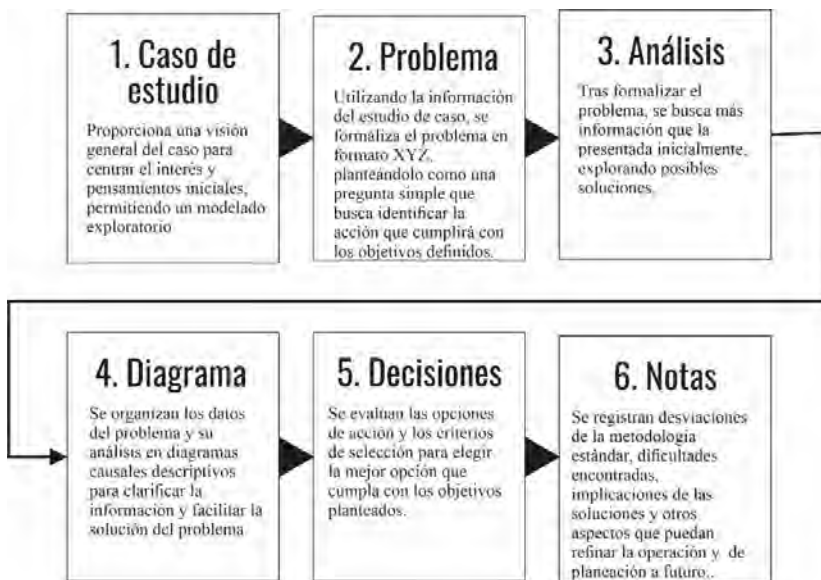 1. Caso de
estudio
Proporciona una visión
general del caso para
centrar el interés y
pensamientos iniciales,
permitiendo un modelado
exploratorio
2. Problema
Utilizando la información
del estudio de caso, se
formaliza el problema en
formato XYZ,
planteándolo como una
pregunta simple que
busca identificar la
acción que cumplirá con
los objetivos definidos.
3. Análisis
Tras formalizar el
problema, se busca más
información que la
presentada inicialmente,
explorando posibles
soluciones.
4. Diagrama
Se organizan los datos
del problema y su
análisis en diagramas
causales descriptivos
para clarificar la
información y facilitar la
solución del problema
5. Decisiones
Se evalúan las opciones
de acción y los criterios
de selección para elegir
la mejor opción que
cumpla con los objetivos
planteados.
6. Notas
Se registran desviaciones
de la metodología
estándar, dificultades
encontradas,
implicaciones de las
soluciones y otros
aspectos que puedan
refinar la operación y  de
planeación a futuro..